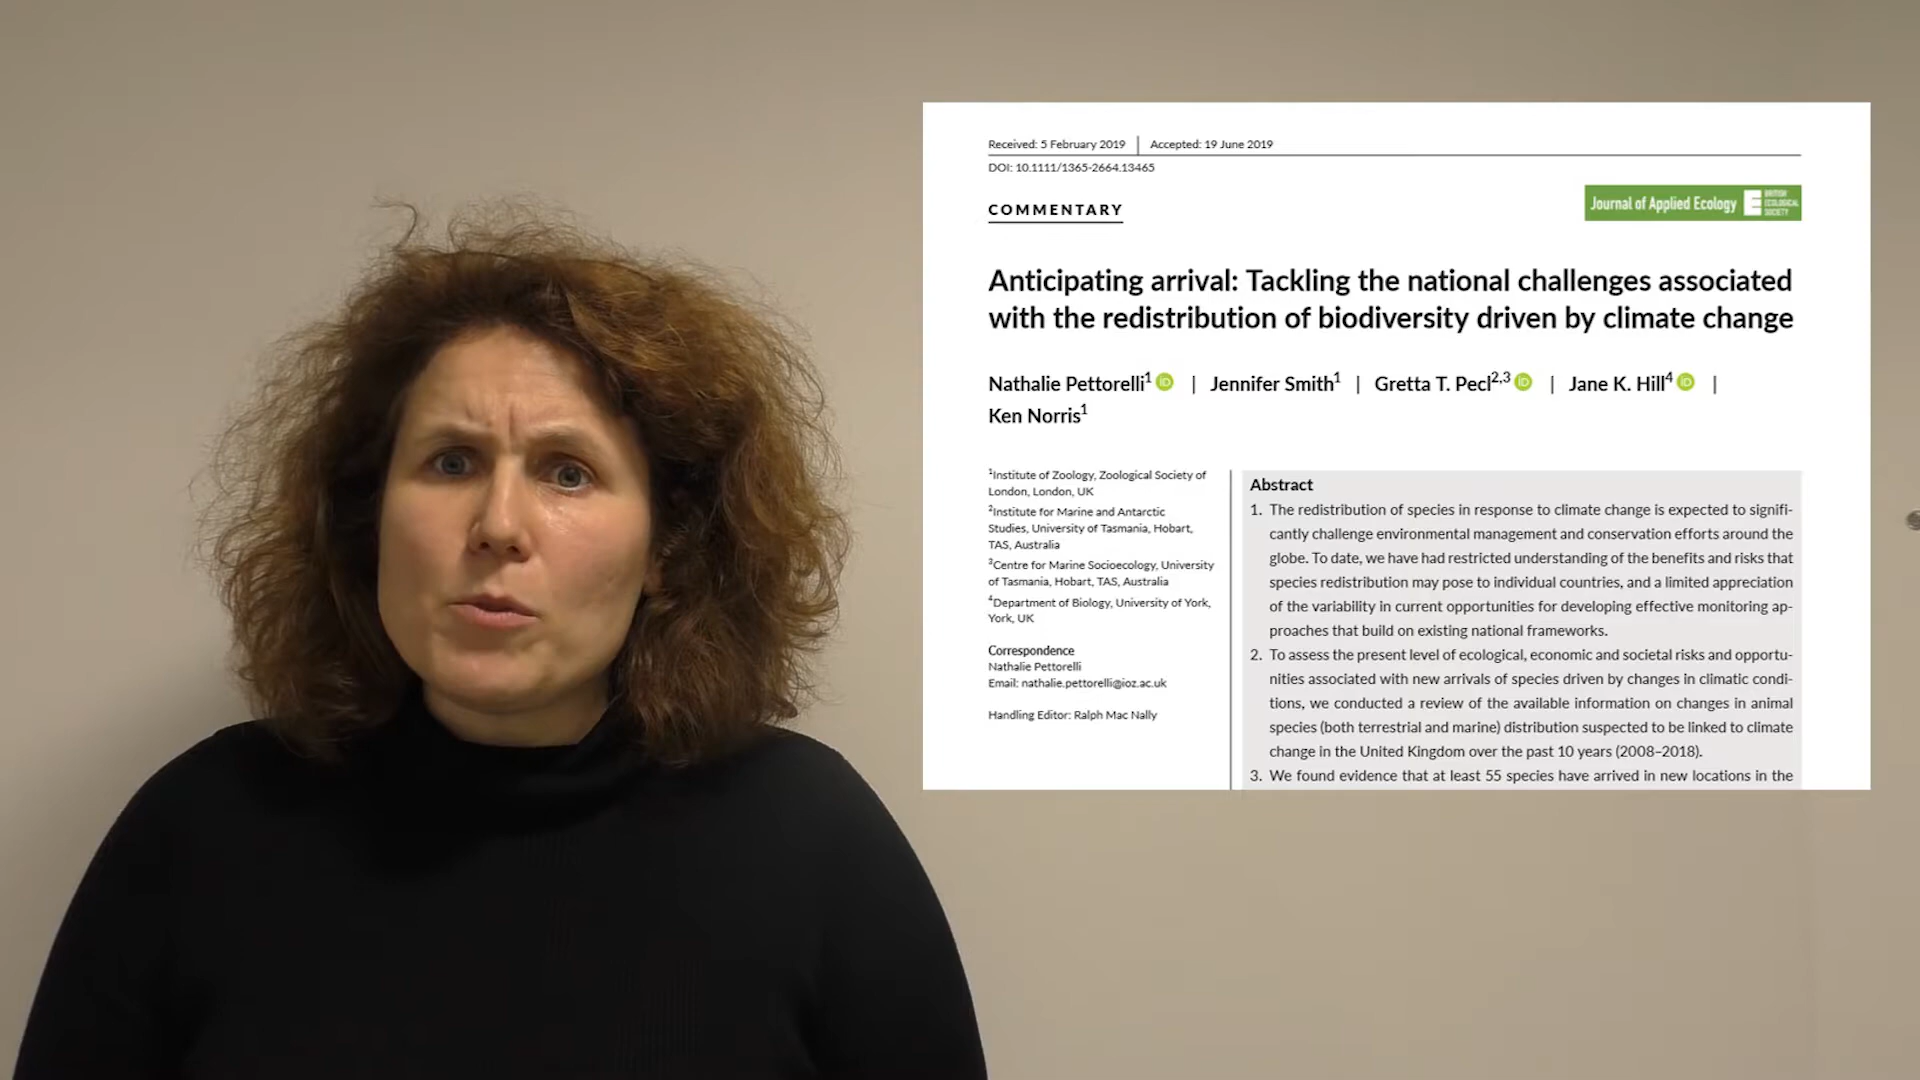 Received: 5 February 2019 | Accepted: 19 June 2019
DOI: 10.1111/1365-2664.13465
COMMENTARY
Journal of Applied Ecology
BRITISH
ECOLOGICAL
SOCIETY
Anticipating arrival: Tackling the national challenges associated
with the redistribution of biodiversity driven by climate change
Nathalie Pettorelli1 iD | Jennifer Smith1 | Gretta T. Pecl2,3 iD | Jane K. Hill4 iD |
Ken Norris1
1Institute of Zoology, Zoological Society of
London, London, UK
2Institute for Marine and Antarctic
Studies, University of Tasmania, Hobart,
TAS, Australia
3Centre for Marine Socioecology, University
of Tasmania, Hobart, TAS, Australia
4Department of Biology, University of York,
York, UK
Correspondence
Nathalie Pettorelli
Email: nathalie.pettorelli@ioz.ac.uk
Handling Editor: Ralph Mac Nally
Abstract
1. The redistribution of species in response to climate change is expected to signifi-
cantly challenge environmental management and conservation efforts around the
globe. To date, we have had restricted understanding of the benefits and risks that
species redistribution may pose to individual countries, and a limited appreciation
of the variability in current opportunities for developing effective monitoring ap-
proaches that build on existing national frameworks.
2. To assess the present level of ecological, economic and societal risks and opportu-
nities associated with new arrivals of species driven by changes in climatic condi-
tions, we conducted a review of the available information on changes in animal
species (both terrestrial and marine) distribution suspected to be linked to climate
change in the United Kingdom over the past 10 years (2008–2018).
3. We found evidence that at least 55 species have arrived in new locations in the